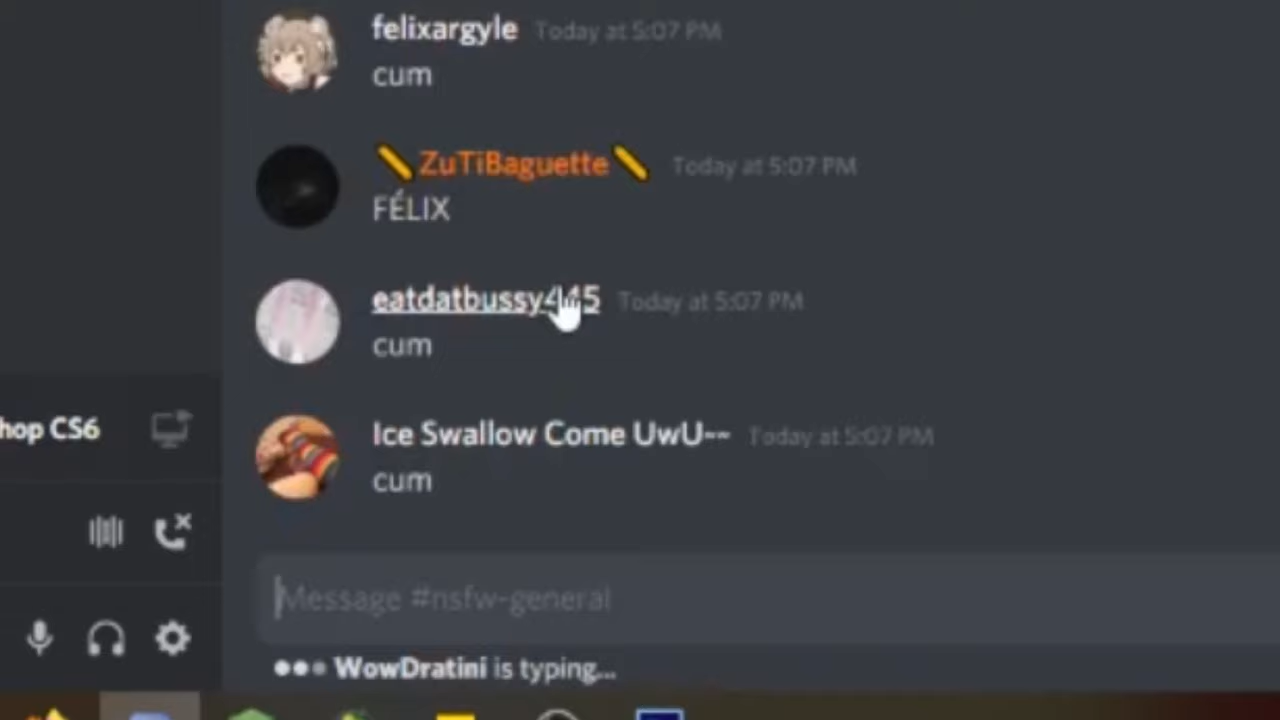 felixargyle Today at 5:07 PM
cum
ZuTiBaguette Today at 5:07 PM
FÉLIX
eatdatbussy445 Today at 5:07 PM
cum
hop CS6
Ice Swallow Come UwU~~ Today at 5:07 PM
cum
Message #nsfw-general
WowDratini is typing...